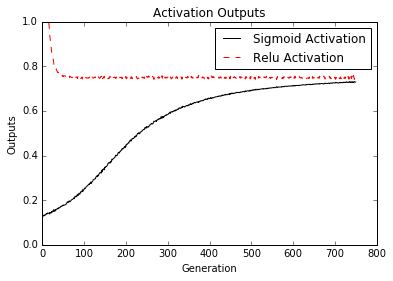 Activation Outputs
1.0
0.8
0.6
0.4
0.2
0.0
Outputs
Sigmoid Activation
Relu Activation
0 100 200 300 400 500 600 700 800
Generation